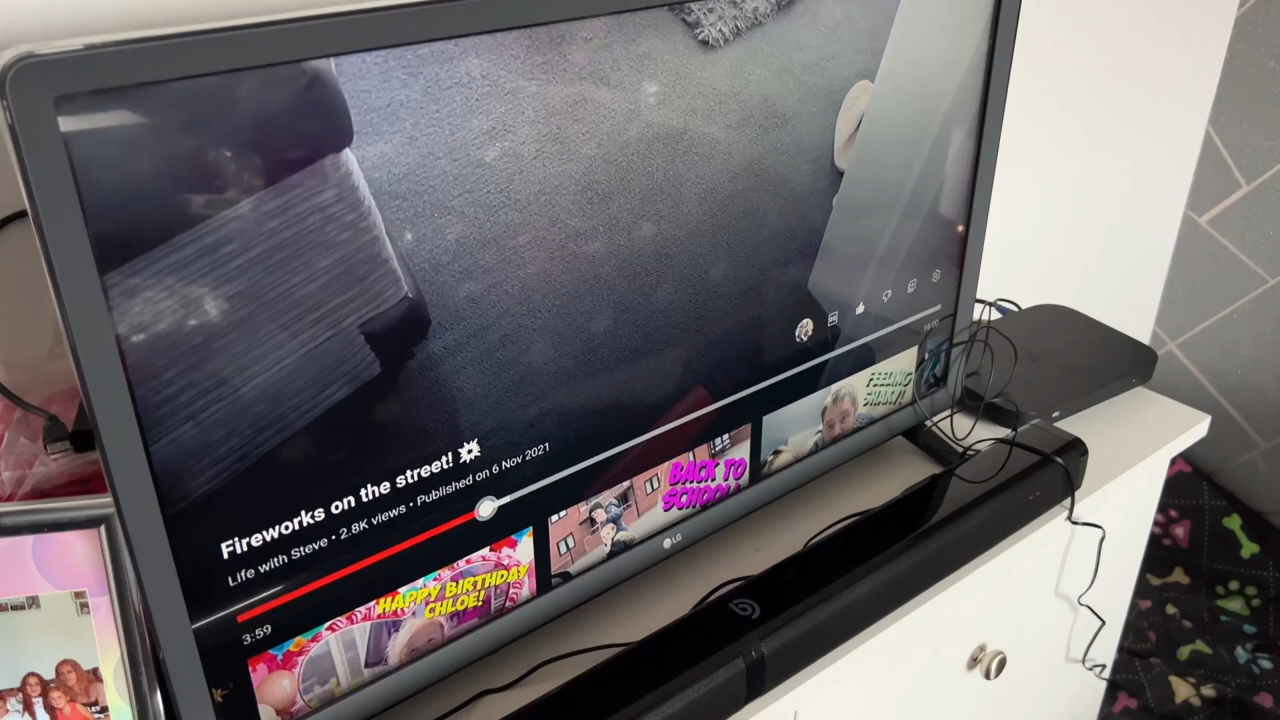 Fireworks on the street!
Life with Steve • 2.8K views • Published on 6 Nov 2021
3:59
HAPPY BIRTHDAY
CHLOE!
BACK TO
SCHOOL!
FEELING
SHAKY!
LG